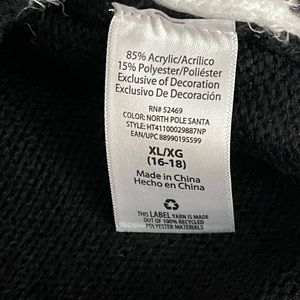 85% Acrylic/Acrílico
15% Polyester/Poliéster
Exclusive of Decoration
Exclusivo De Decoración
RN# 52469
COLOR: NORTH POLE SANTA
STYLE: HT41100029887NP
EAN/UPC 88990195599
XL/XG
(16-18)
Made in China
Hecho en China
This LABEL YARN IS MADE
OUT OF 100% RECYCLED
POLYESTER MATERIALS